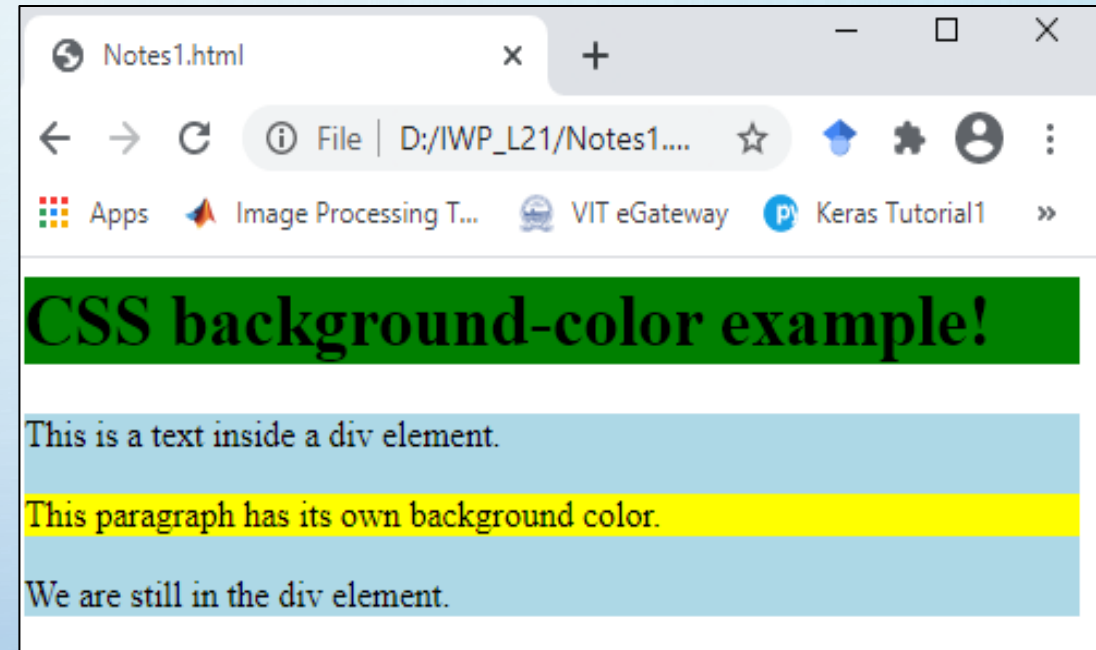 Notes1.html
File | D:/IWP_L21/Notes1....
Apps Image Processing T... VIT eGateway py Keras Tutorial1 »
CSS background-color example!
This is a text inside a div element.
This paragraph has its own background color.
We are still in the div element.